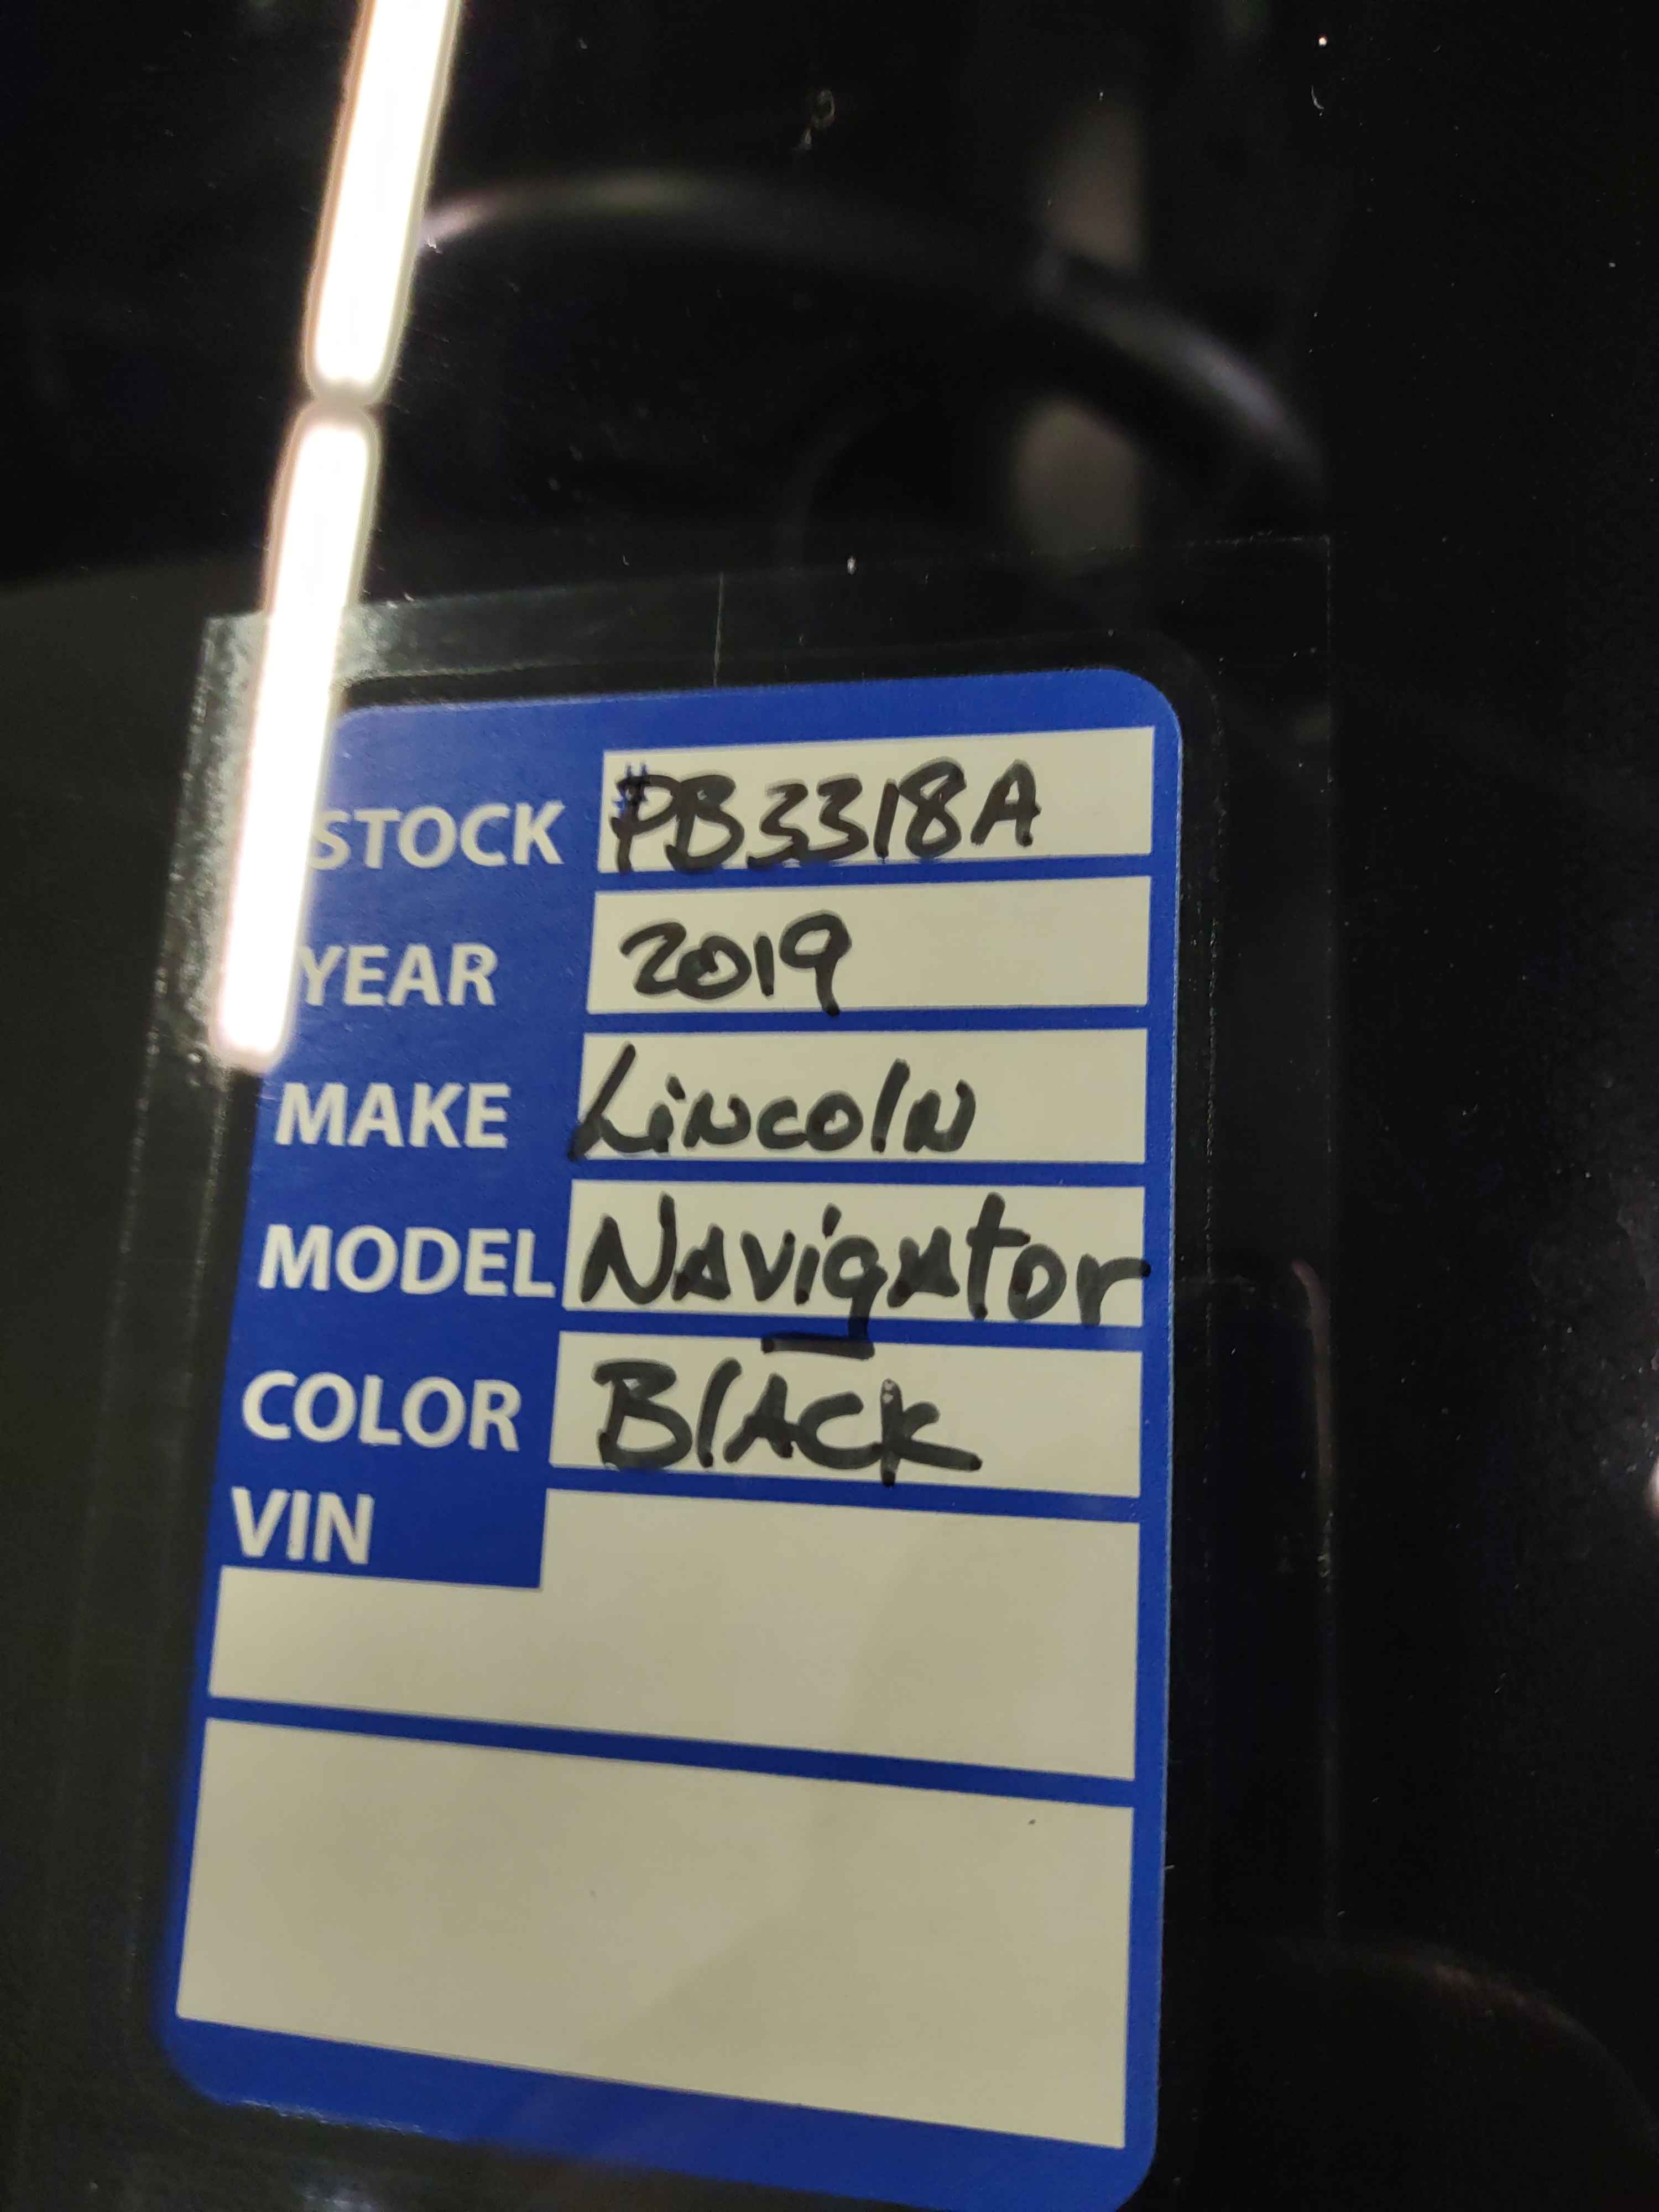 STOCK #PB3318A
YEAR 2019
MAKE Lincoln
MODEL Navigator
COLOR Black
VIN